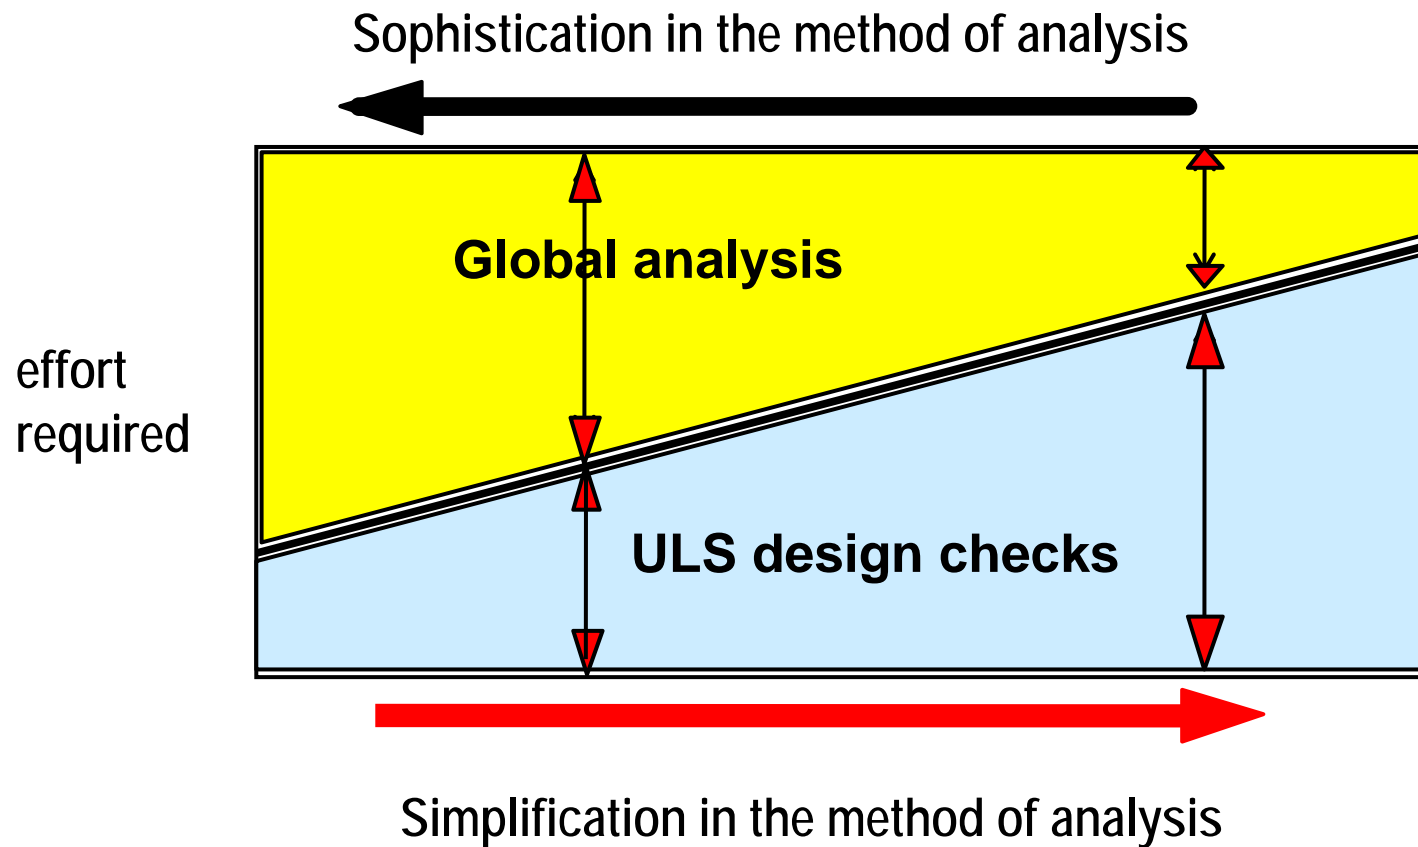 Sophistication in the method of analysis
Global analysis
effort
required
ULS design checks
Simplification in the method of analysis